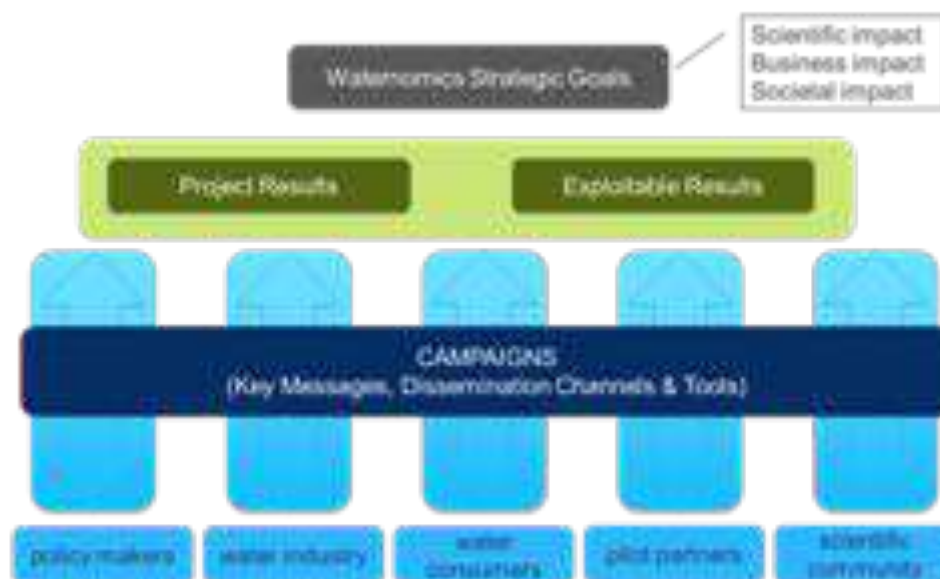 Waternomics Strategic Goals
Scientific impact
Business impact
Societal impact
Project Results
Exploitable Results
CAMPAIGNS
(Key Messages, Dissemination Channels & Tools)
policy makers
water industry
water
consumers
pilot partners
scientific
community